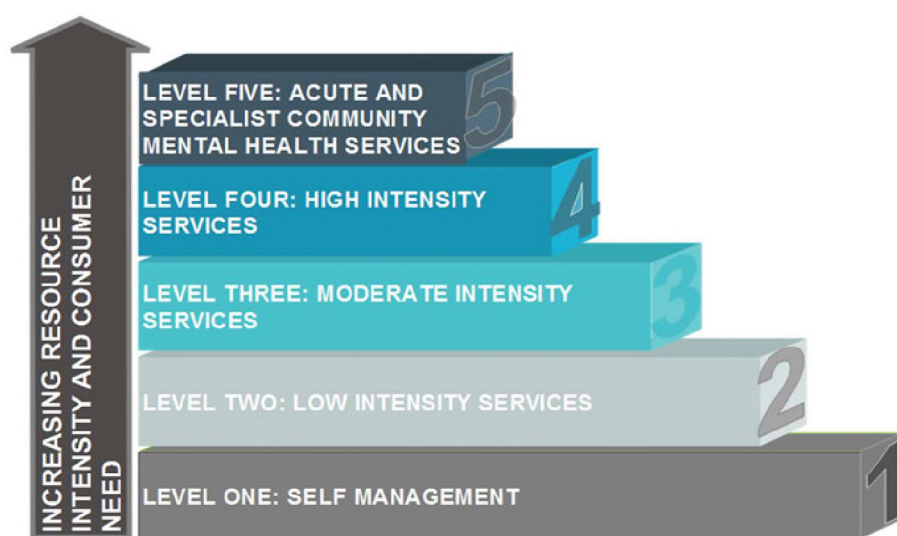 INCREASING RESOURCE
INTENSITY AND CONSUMER
NEED
LEVEL FIVE: ACUTE AND
SPECIALIST COMMUNITY
MENTAL HEALTH SERVICES
5
LEVEL FOUR: HIGH INTENSITY
SERVICES
4
LEVEL THREE: MODERATE INTENSITY
SERVICES
3
LEVEL TWO: LOW INTENSITY SERVICES
2
LEVEL ONE: SELF MANAGEMENT
1